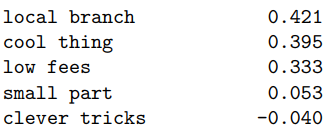 local branch 0.421
cool thing 0.395
low fees 0.333
small part 0.053
clever tricks −0.040